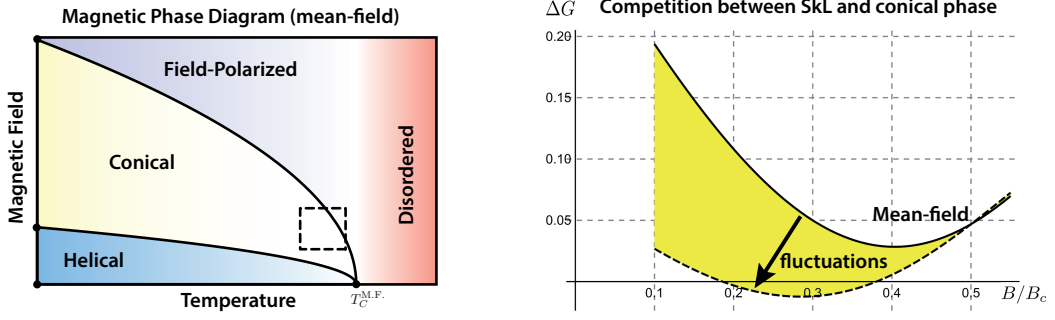 Magnetic Phase Diagram (mean-field)
Magnetic Field
Field-Polarized
Conical
Helical
Disordered
Temperature
T_C^{M.F.}
ΔG
Competition between SkL and conical phase
0.20
0.15
0.10
0.05
0.00
Mean-field
fluctuations
0.1
0.2
0.3
0.4
0.5
B/B_c